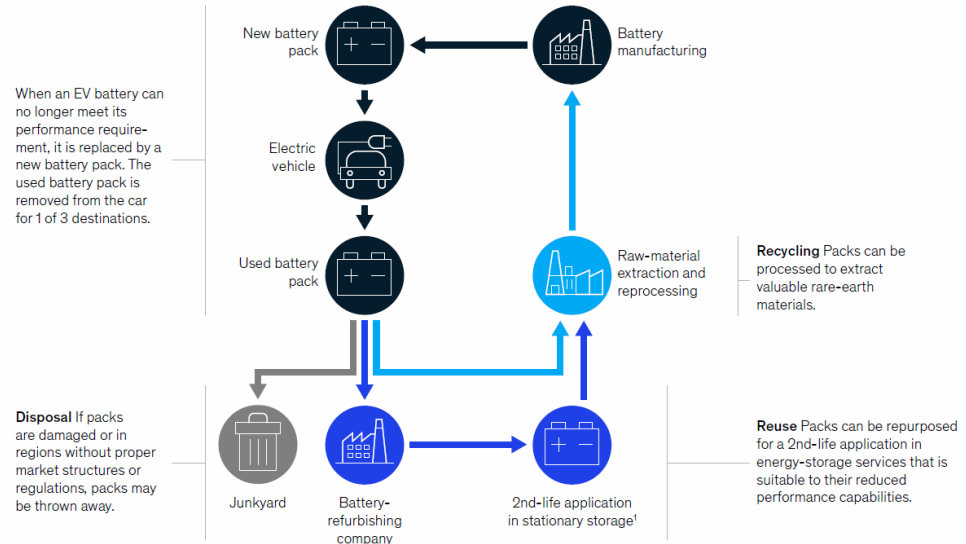 New battery
pack
Battery
manufacturing
When an EV battery can
no longer meet its
performance require-
ment, it is replaced by a
new battery pack. The
used battery pack is
removed from the car
for 1 of 3 destinations.
Electric
vehicle
Used battery
pack
Raw-material
extraction and
reprocessing
Recycling Packs can be
processed to extract
valuable rare-earth
materials.
Disposal If packs
are damaged or in
regions without proper
market structures or
regulations, packs may
be thrown away.
Junkyard
Battery-
refurbishing
company
2nd-life application
in stationary storage¹
Reuse Packs can be repurposed
for a 2nd-life application in
energy-storage services that is
suitable to their reduced
performance capabilities.